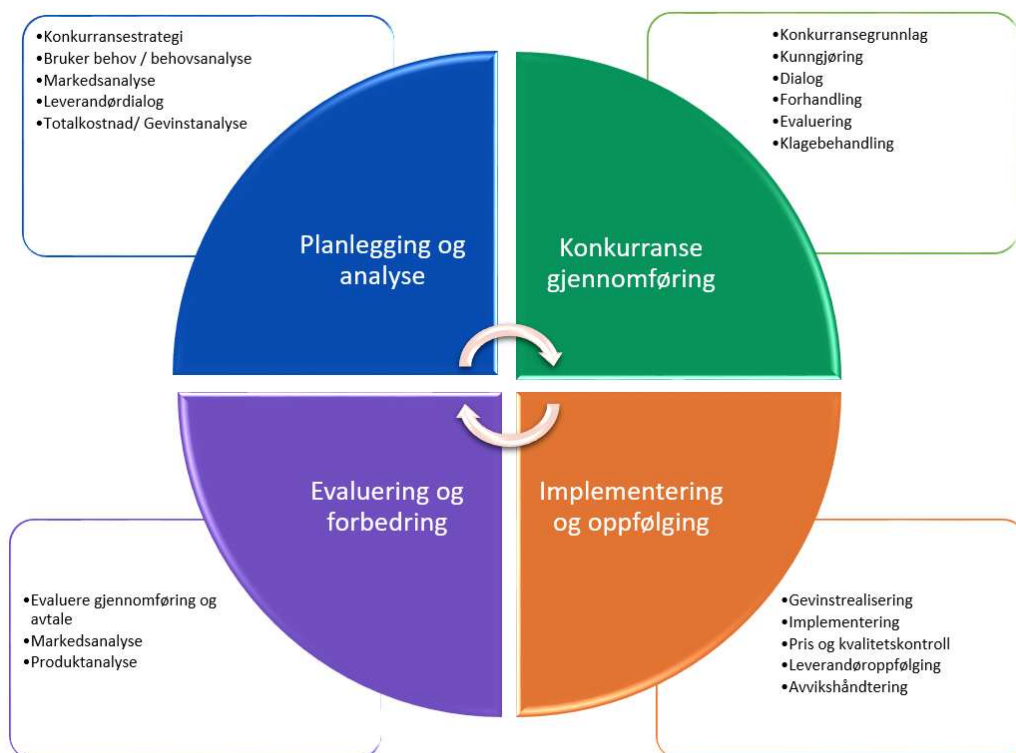 •Konkurransestrategi
•Bruker behov / behovsanalyse
•Markedsanalyse
•Leverandørdialog
•Totalkostnad/ Gevinstanalyse
•Konkurransegrunnlag
•Kunngjøring
•Dialog
•Forhandling
•Evaluering
•Klagebehandling
Planlegging og
analyse
Konkurranse
gjennomføring
Evaluering og
forbedring
Implementering
og oppfølging
•Evaluere gjennomføring og
avtale
•Markedsanalyse
•Produktanalyse
•Gevinstrealisering
•Implementering
•Pris og kvalitetskontroll
•Leverandøroppfølging
•Avvikshåndtering